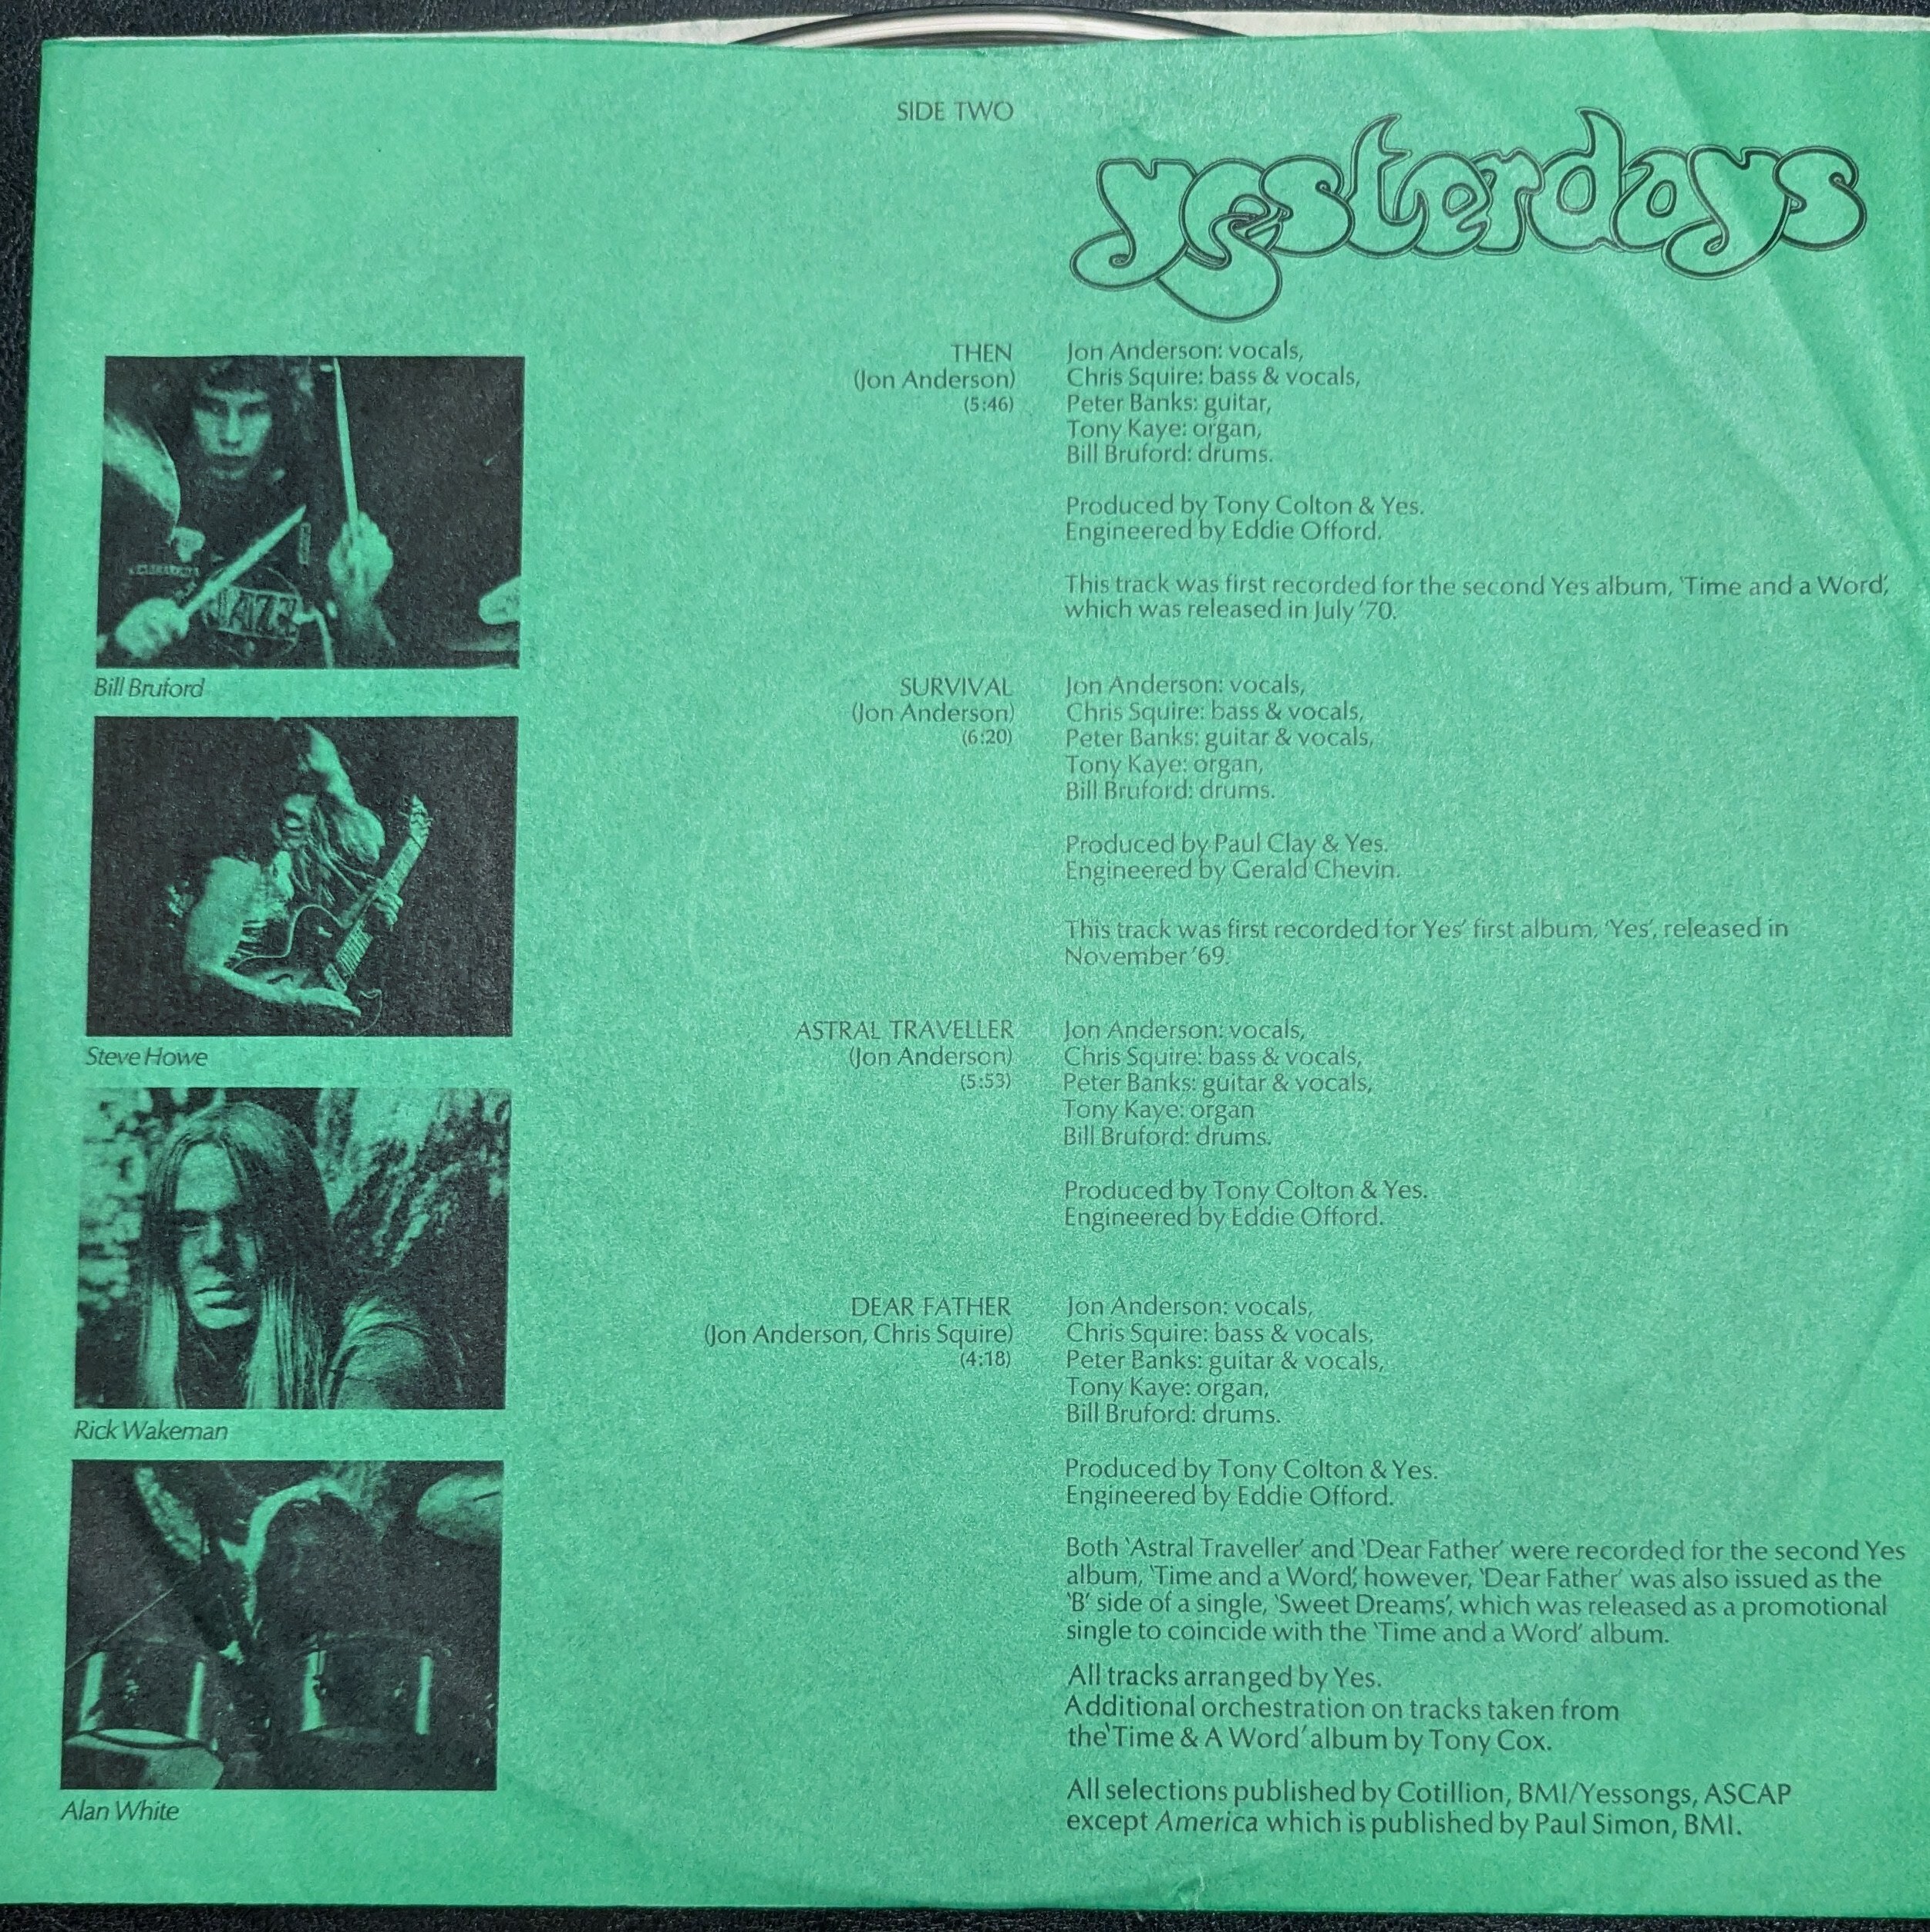 SIDE TWO
yesterdays
THEN
(Jon Anderson)
(5:46)
Jon Anderson: vocals,
Chris Squire: bass & vocals,
Peter Banks: guitar,
Tony Kaye: organ,
Bill Bruford: drums.
Produced by Tony Colton & Yes.
Engineered by Eddie Offord.
This track was first recorded for the second Yes album, 'Time and a Word',
which was released in July '70.
SURVIVAL
(Jon Anderson)
(6:20)
Jon Anderson: vocals,
Chris Squire: bass & vocals,
Peter Banks: guitar & vocals,
Tony Kaye: organ,
Bill Bruford: drums.
Produced by Paul Clay & Yes.
Engineered by Gerald Chevin.
This track was first recorded for Yes' first album, 'Yes', released in
November '69.
ASTRAL TRAVELLER
(Jon Anderson)
(5:53)
Jon Anderson: vocals,
Chris Squire: bass & vocals,
Peter Banks: guitar & vocals,
Tony Kaye: organ
Bill Bruford: drums.
Produced by Tony Colton & Yes.
Engineered by Eddie Offord.
DEAR FATHER
(Jon Anderson, Chris Squire)
(4:18)
Jon Anderson: vocals,
Chris Squire: bass & vocals,
Peter Banks: guitar & vocals,
Tony Kaye: organ,
Bill Bruford: drums.
Produced by Tony Colton & Yes.
Engineered by Eddie Offord.
Both 'Astral Traveller' and 'Dear Father' were recorded for the second Yes
album, 'Time and a Word', however, 'Dear Father' was also issued as the
'B' side of a single, 'Sweet Dreams', which was released as a promotional
single to coincide with the 'Time and a Word' album.
All tracks arranged by Yes.
Additional orchestration on tracks taken from
the 'Time & A Word' album by Tony Cox.
All selections published by Cotillion, BMI/Yessongs, ASCAP
except America which is published by Paul Simon, BMI.
JAZZ
Bill Bruford
Steve Howe
Rick Wakeman
Alan White